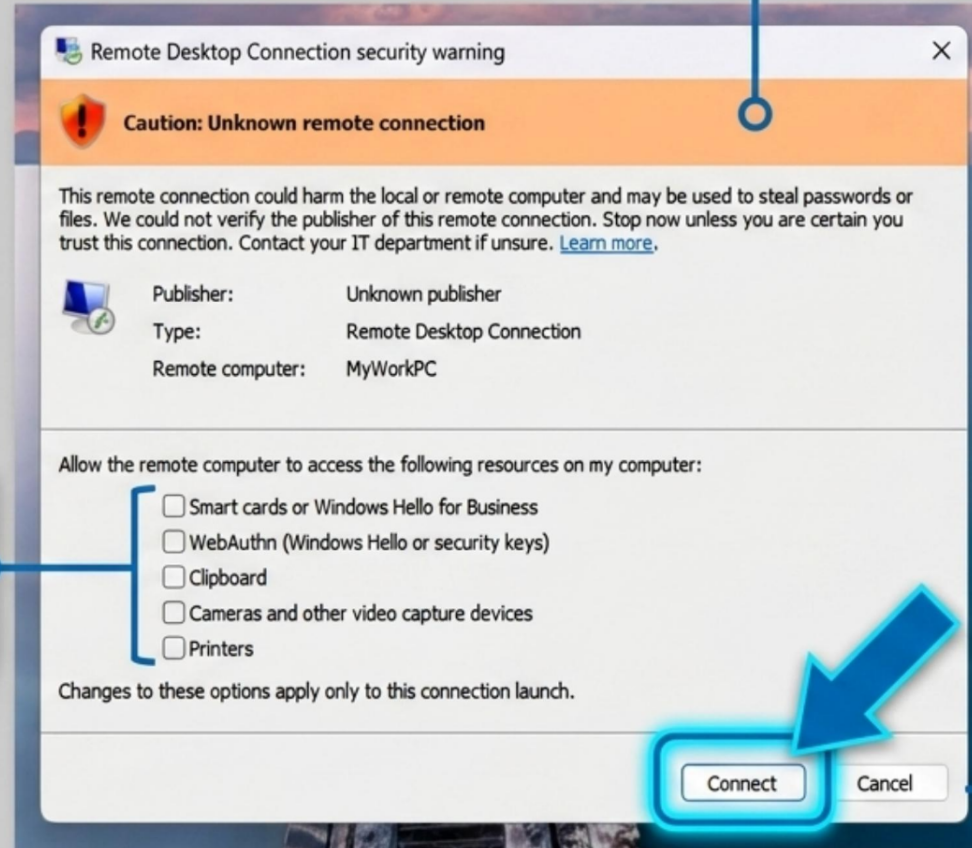 Remote Desktop Connection security warning
Caution: Unknown remote connection
This remote connection could harm the local or remote computer and may be used to steal passwords or
files. We could not verify the publisher of this remote connection. Stop now unless you are certain you
trust this connection. Contact your IT department if unsure. Learn more.
Publisher: Unknown publisher
Type: Remote Desktop Connection
Remote computer: MyWorkPC
Allow the remote computer to access the following resources on my computer:
Smart cards or Windows Hello for Business
WebAuthn (Windows Hello or security keys)
Clipboard
Cameras and other video capture devices
Printers
Changes to these options apply only to this connection launch.
Connect Cancel